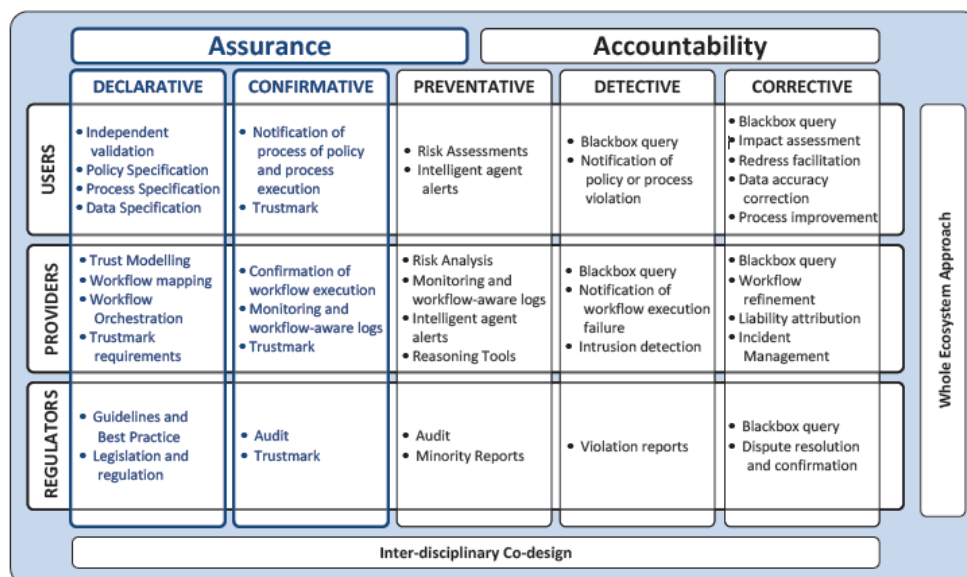 Assurance
Accountability
DECLARATIVE
CONFIRMATIVE
PREVENTATIVE
DETECTIVE
CORRECTIVE
USERS
• Independent
validation
• Policy Specification
• Process Specification
• Data Specification
• Notification of
process of policy
and process
execution
• Trustmark
• Risk Assessments
• Intelligent agent
alerts
• Blackbox query
• Notification of
policy or process
violation
• Blackbox query
• Impact assessment
• Redress facilitation
• Data accuracy
correction
• Process improvement
PROVIDERS
• Trust Modelling
• Workflow mapping
• Workflow
Orchestration
• Trustmark
requirements
• Confirmation of
workflow execution
• Monitoring and
workflow-aware logs
• Trustmark
• Risk Analysis
• Monitoring and
workflow-aware logs
• Intelligent agent
alerts
• Reasoning Tools
• Blackbox query
• Notification of
workflow execution
failure
• Intrusion detection
• Blackbox query
• Workflow
refinement
• Liability attribution
• Incident
Management
REGULATORS
• Guidelines and
Best Practice
• Legislation and
regulation
• Audit
• Trustmark
• Audit
• Minority Reports
• Violation reports
• Blackbox query
• Dispute resolution
and confirmation
Whole Ecosystem Approach
Inter-disciplinary Co-design